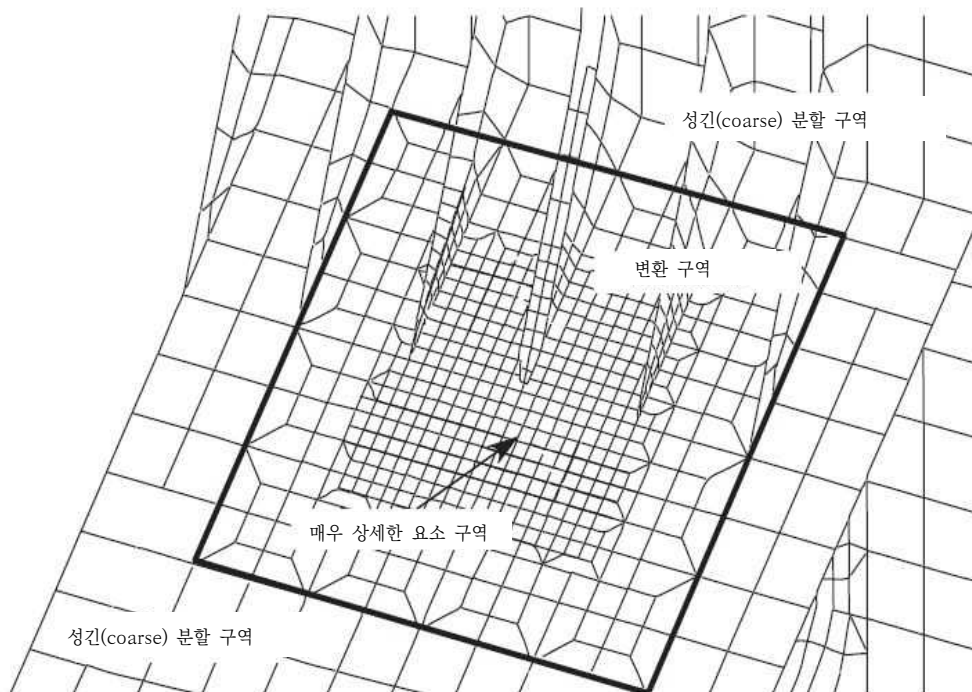 성긴(coarse) 분할 구역
변환 구역
매우 상세한 요소 구역
성긴(coarse) 분할 구역